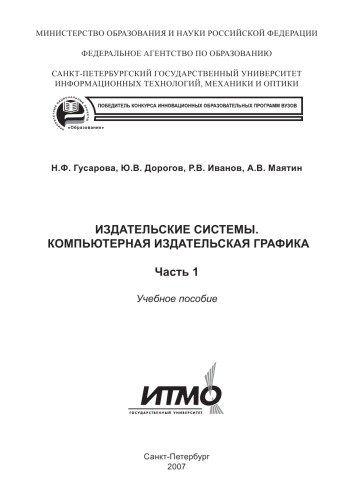 МИНИСТЕРСТВО ОБРАЗОВАНИЯ И НАУКИ РОССИЙСКОЙ ФЕДЕРАЦИИ
ФЕДЕРАЛЬНОЕ АГЕНТСТВО ПО ОБРАЗОВАНИЮ
САНКТ-ПЕТЕРБУРГСКИЙ ГОСУДАРСТВЕННЫЙ УНИВЕРСИТЕТ
ИНФОРМАЦИОННЫХ ТЕХНОЛОГИЙ, МЕХАНИКИ И ОПТИКИ
ПОБЕДИТЕЛЬ КОНКУРСА ИННОВАЦИОННЫХ ОБРАЗОВАТЕЛЬНЫХ ПРОГРАММ ВУЗОВ
«Образование»
Н.Ф. Гусарова, Ю.В. Дорогов, Р.В. Иванов, А.В. Маятин
ИЗДАТЕЛЬСКИЕ СИСТЕМЫ.
КОМПЬЮТЕРНАЯ ИЗДАТЕЛЬСКАЯ ГРАФИКА
Часть 1
Учебное пособие
ИТМО
ГОСУДАРСТВЕННЫЙ УНИВЕРСИТЕТ
Санкт-Петербург
2007